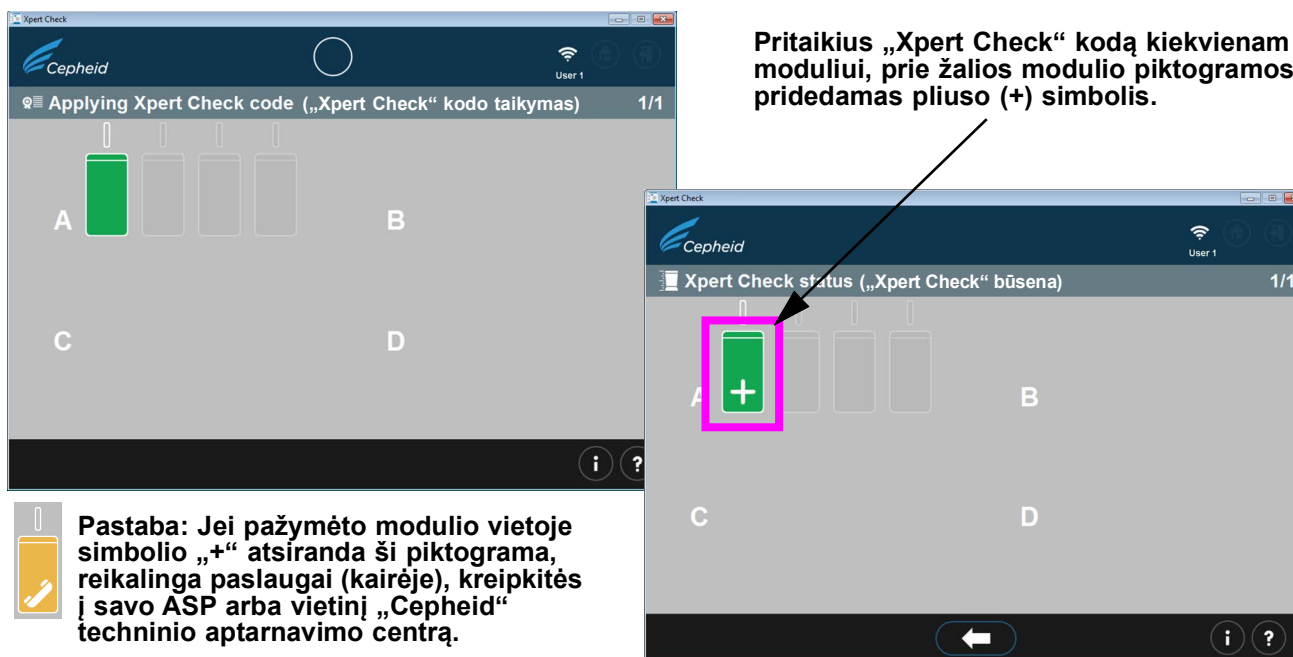 Xpert Check
Cepheid
User 1
Applying Xpert Check code („Xpert Check“ kodo taikymas) 1/1
A B
C D
i ?
Pritaikius „Xpert Check“ kodą kiekvienam
moduliui, prie žalios modulio piktogramos
pridedamas pliuso (+) simbolis.
Xpert Check
Cepheid
User 1
Xpert Check status („Xpert Check“ būsena) 1/1
A + B
C D
i ?
Pastaba: Jei pažymėto modulio vietoje
simbolio „+“ atsiranda ši piktograma,
reikalinga paslaugai (kairėje), kreipkitės
į savo ASP arba vietinį „Cepheid“
techninio aptarnavimo centrą.